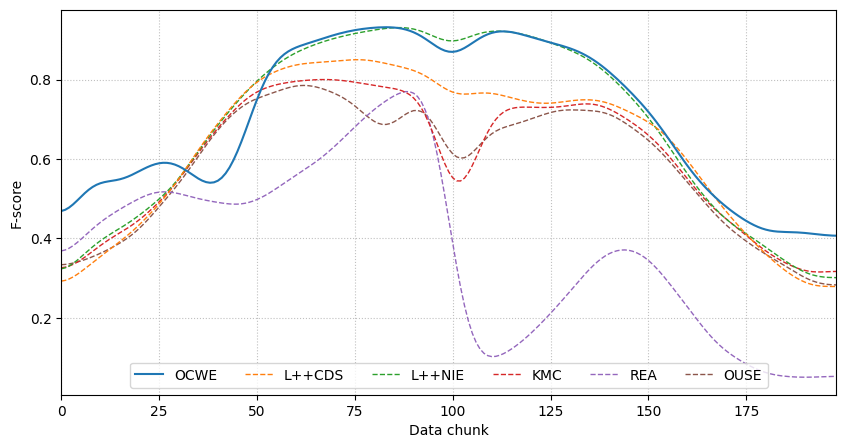 F-score
0.8
0.6
0.4
0.2
OCWE L++CDS L++NIE KMC REA OUSE
0 25 50 75 100 125 150 175
Data chunk